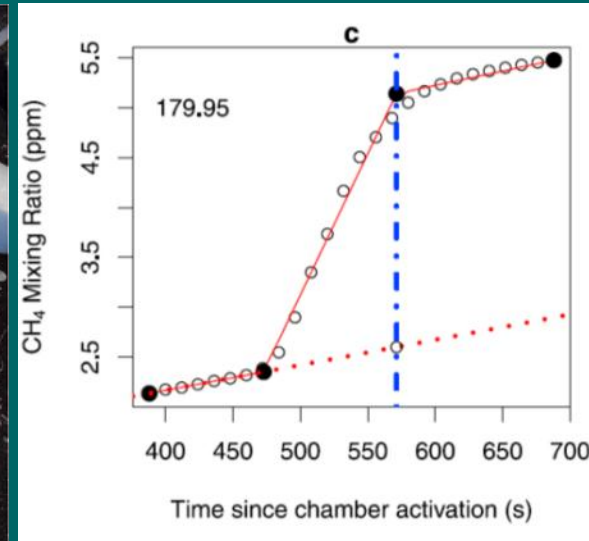 c
5.5
4.5
3.5
2.5
179.95
CH₄ Mixing Ratio (ppm)
400 450 500 550 600 650 700
Time since chamber activation (s)